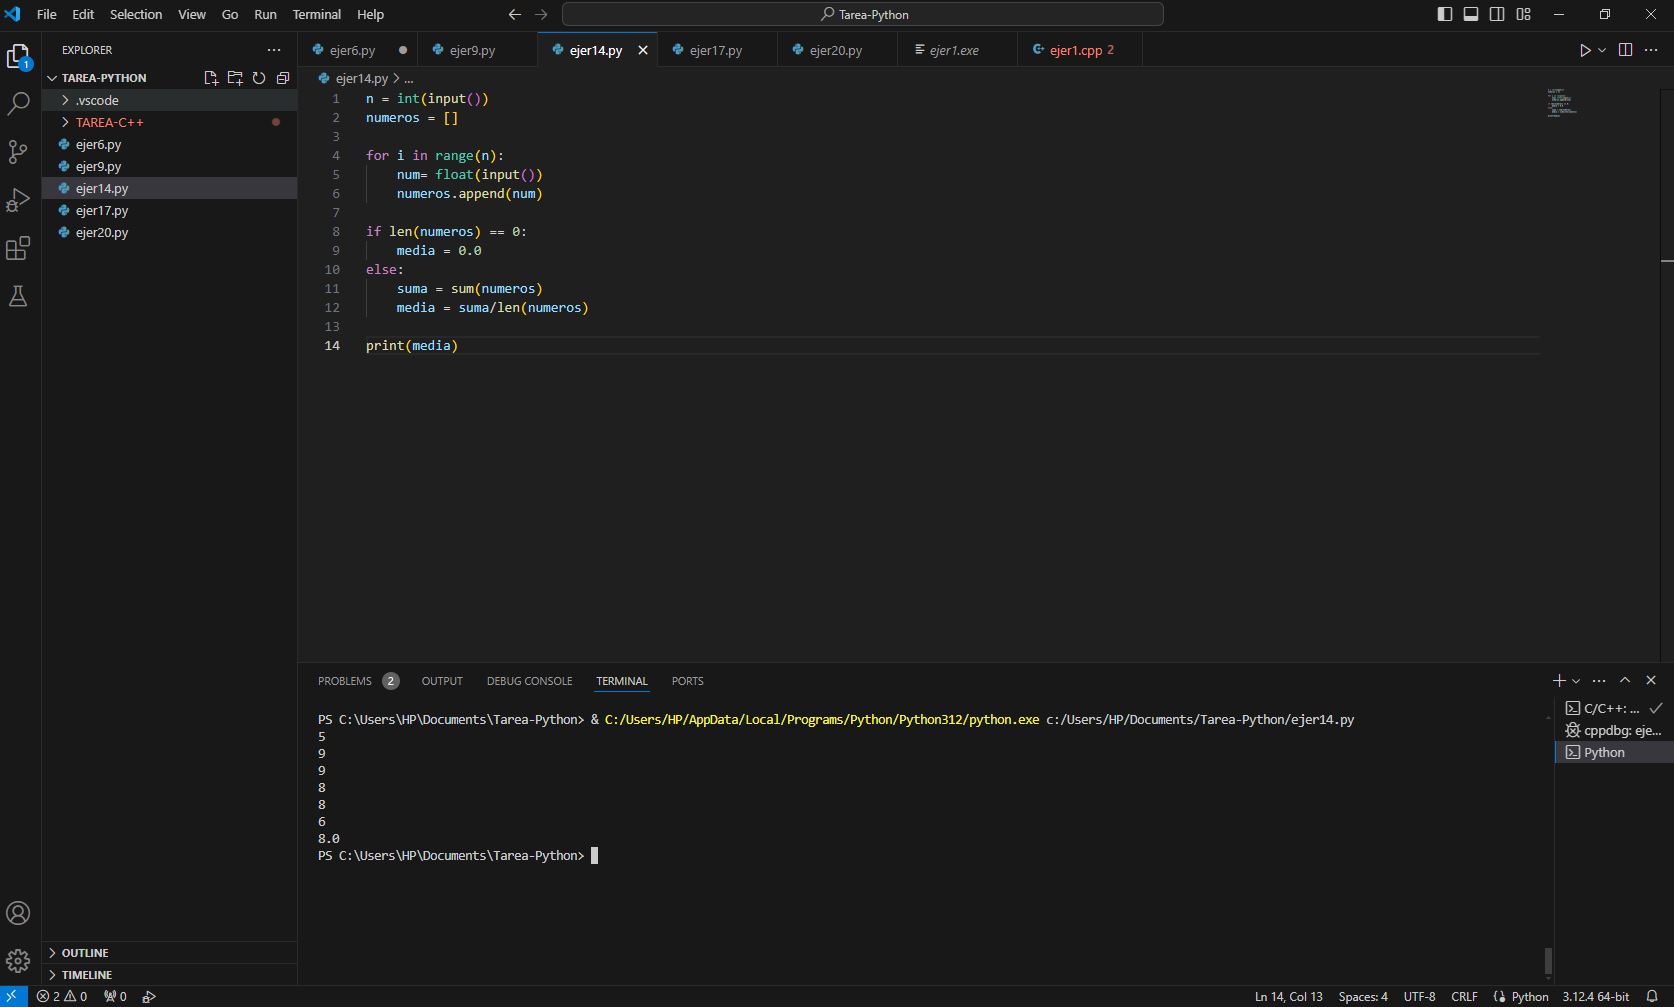 File Edit Selection View Go Run Terminal Help
Tarea-Python
EXPLORER
TAREA-PYTHON
.vscode
TAREA-C++
ejer6.py
ejer9.py
ejer14.py
ejer17.py
ejer20.py
OUTLINE
TIMELINE
1
ejer6.py ejer9.py ejer14.py ejer17.py ejer20.py ejer1.exe ejer1.cpp 2
ejer14.py > ...
1 n = int(input())
2 numeros = []
3
4 for i in range(n):
5 num= float(input())
6 numeros.append(num)
7
8 if len(numeros) == 0:
9 media = 0.0
10 else:
11 suma = sum(numeros)
12 media = suma/len(numeros)
13
14 print(media)
PROBLEMS 2 OUTPUT DEBUG CONSOLE TERMINAL PORTS
PS C:\Users\HP\Documents\Tarea-Python> & C:/Users/HP/AppData/Local/Programs/Python/Python312/python.exe c:/Users/HP/Documents/Tarea-Python/ejer14.py
5
9
9
8
8
6
8.0
PS C:\Users\HP\Documents\Tarea-Python>
C/C++: ...
cppdbg: eje...
Python
2 0 0 Ln 14, Col 13 Spaces: 4 UTF-8 CRLF Python 3.12.4 64-bit